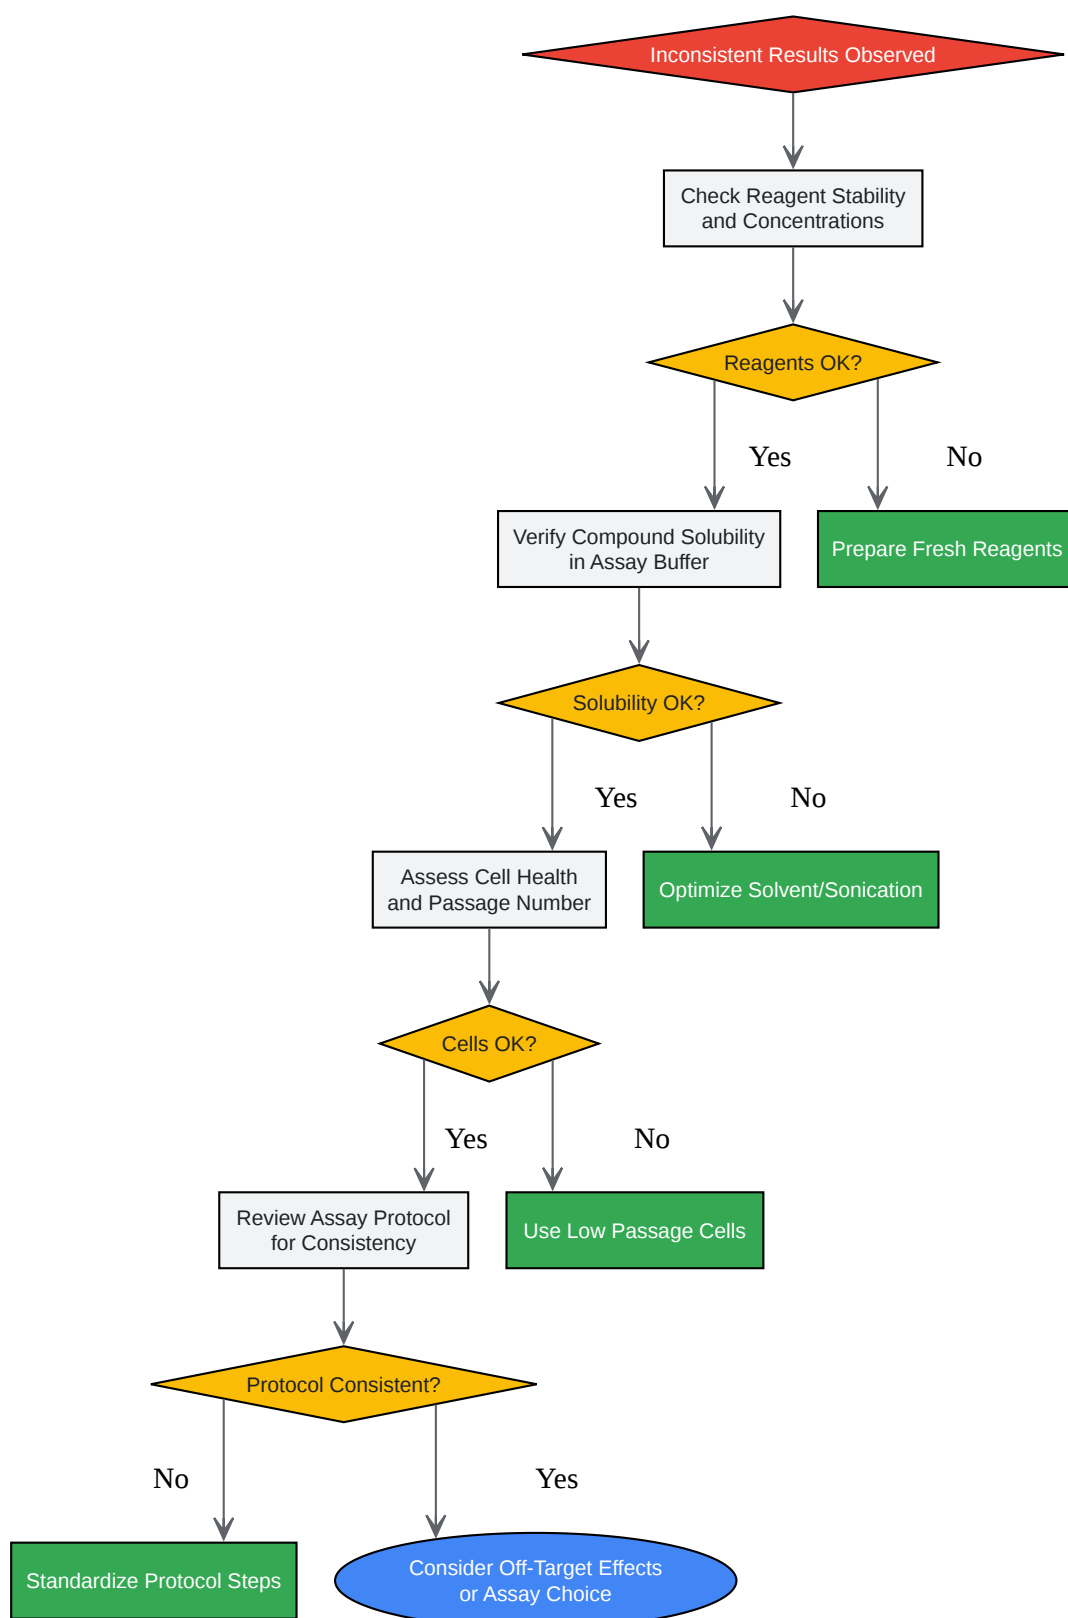 Inconsistent Results Observed
Check Reagent Stability
and Concentrations
Reagents OK?
Yes
No
Verify Compound Solubility
in Assay Buffer
Prepare Fresh Reagents
Solubility OK?
Yes
No
Assess Cell Health
and Passage Number
Optimize Solvent/Sonication
Cells OK?
Yes
No
Review Assay Protocol
for Consistency
Use Low Passage Cells
Protocol Consistent?
No
Yes
Standardize Protocol Steps
Consider Off-Target Effects
or Assay Choice